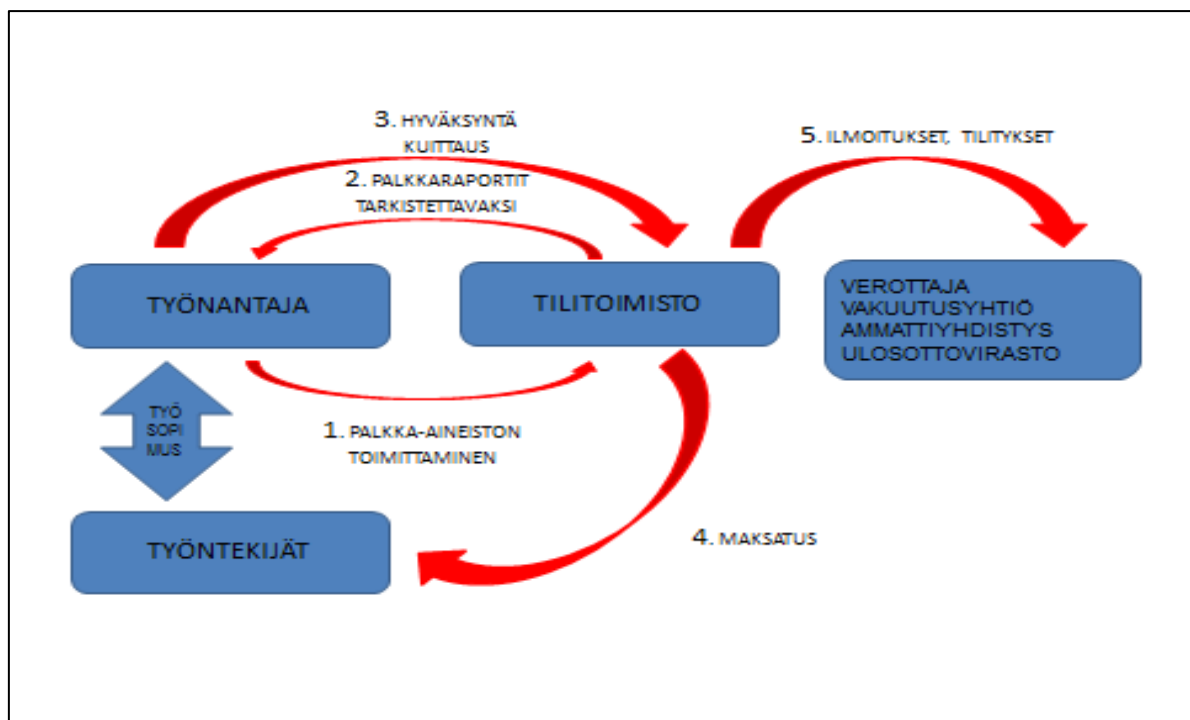 3. HYVÄKSYNTÄ
KUITTAUS
5. ILMOITUKSET, TILITYKSET
2. PALKKARAPORTIT
TARKISTETTAVAKSI
TYÖNANTAJA
TILITOIMISTO
VEROTTAJA
VAKUUTUSYHTIÖ
AMMATTIYHDISTYS
ULOSOTTOVIRASTO
TYÖ
SOPI
MUS
1. PALKKA-AINEISTON
TOIMITTAMINEN
4. MAKSATUS
TYÖNTEKIJÄT